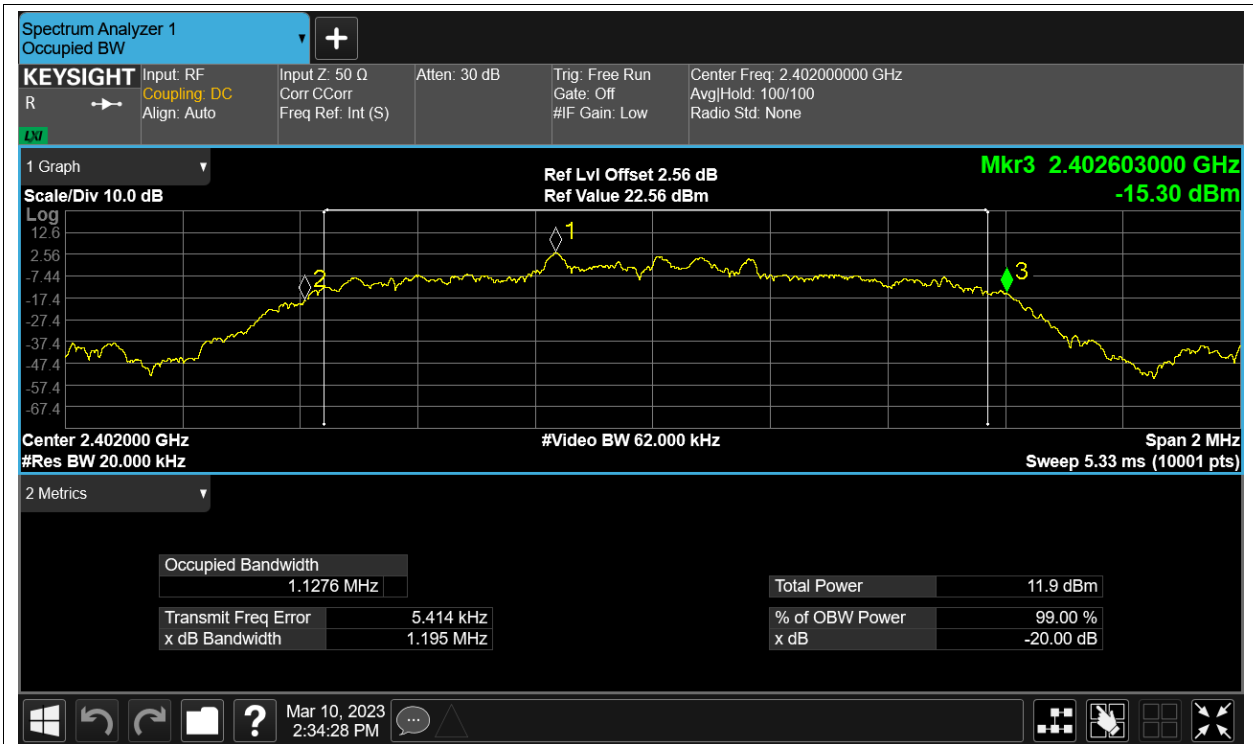 Spectrum Analyzer 1
Occupied BW
KEYSIGHT
R
LXI
Input: RF
Coupling: DC
Align: Auto
Input Z: 50 Ω
Corr CCorr
Freq Ref: Int (S)
Atten: 30 dB
Trig: Free Run
Gate: Off
#IF Gain: Low
Center Freq: 2.402000000 GHz
Avg|Hold: 100/100
Radio Std: None
1 Graph
Scale/Div 10.0 dB
Ref Lvl Offset 2.56 dB
Ref Value 22.56 dBm
Mkr3 2.402603000 GHz
-15.30 dBm
Log
12.6
2.56
-7.44
-17.4
-27.4
-37.4
-47.4
-57.4
-67.4
1
2
3
Center 2.402000 GHz
#Video BW 62.000 kHz
Span 2 MHz
#Res BW 20.000 kHz
Sweep 5.33 ms (10001 pts)
2 Metrics
Occupied Bandwidth
1.1276 MHz
Total Power 11.9 dBm
Transmit Freq Error 5.414 kHz
% of OBW Power 99.00 %
x dB Bandwidth 1.195 MHz
x dB -20.00 dB
?
Mar 10, 2023
2:34:28 PM